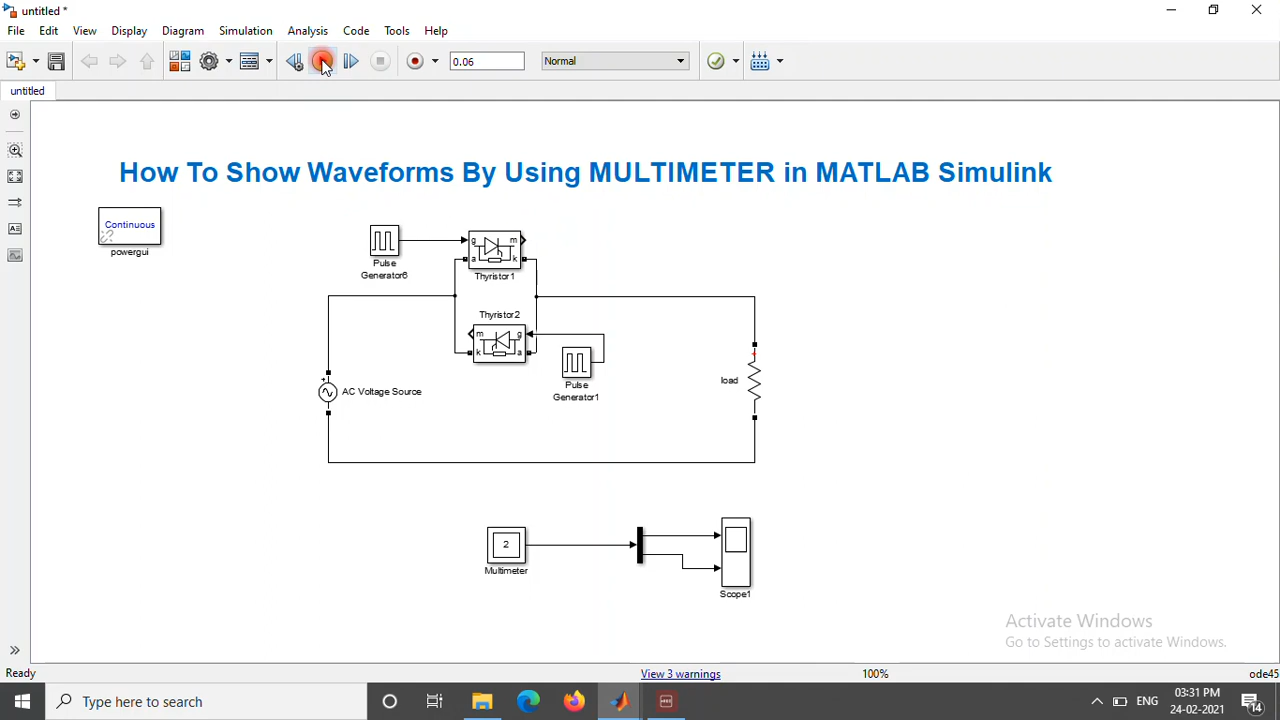 untitled *
File Edit View Display Diagram Simulation Analysis Code Tools Help
0.06 Normal
untitled
How To Show Waveforms By Using MULTIMETER in MATLAB Simulink
Continuous
powergui
Pulse
Generator6
g m
a k
Thyristor1
Thyristor2
m g
k a
Pulse
Generator1
+
AC Voltage Source
+
load
2
Multimeter
Scope1
Activate Windows
Go to Settings to activate Windows.
Ready View 3 warnings 100% ode45
Type here to search
ENG 03:31 PM
24-02-2021
14